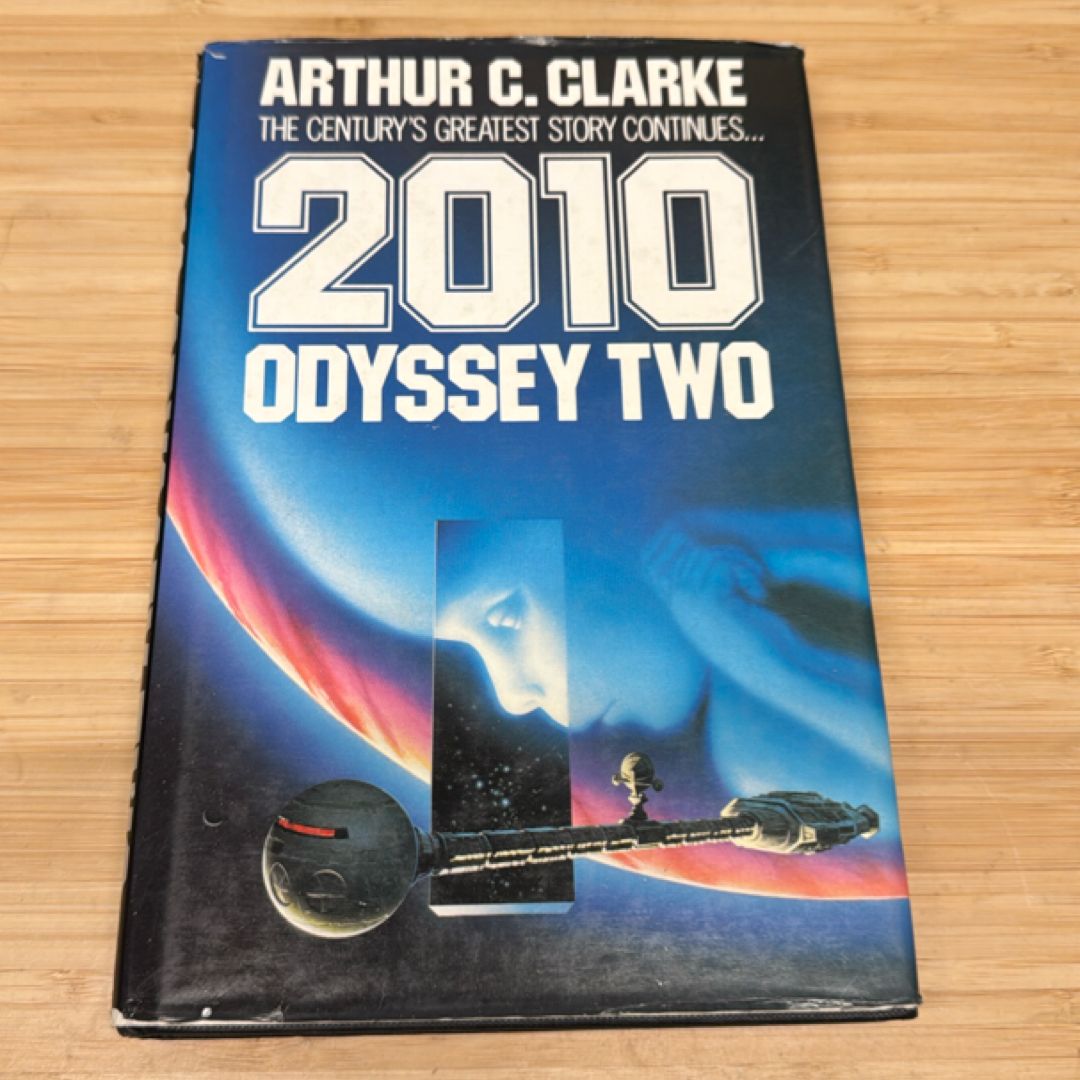 ARTHUR C. CLARKE
THE CENTURY'S GREATEST STORY CONTINUES...
2010
ODYSSEY TWO